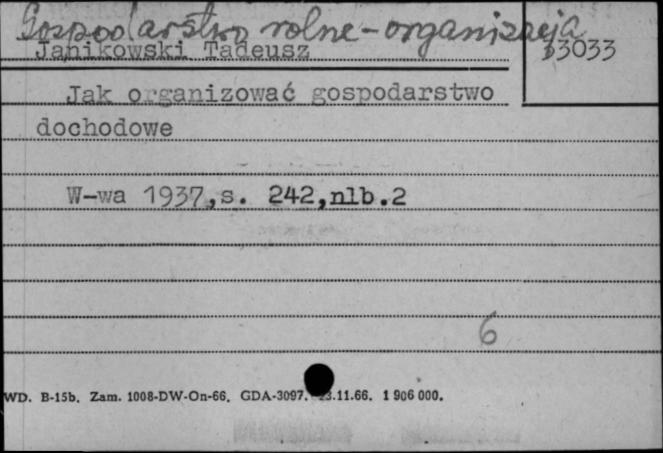 Gospodarstwo rolne - organizacja
Janikowski Tadeusz
13033
Jak organizować gospodarstwo
dochodowe
W-wa 1937,s. 242,nlb.2
6
WD. B-15b. Zam. 1008-DW-On-66. GDA-3097. 23.11.66. 1 906 000.